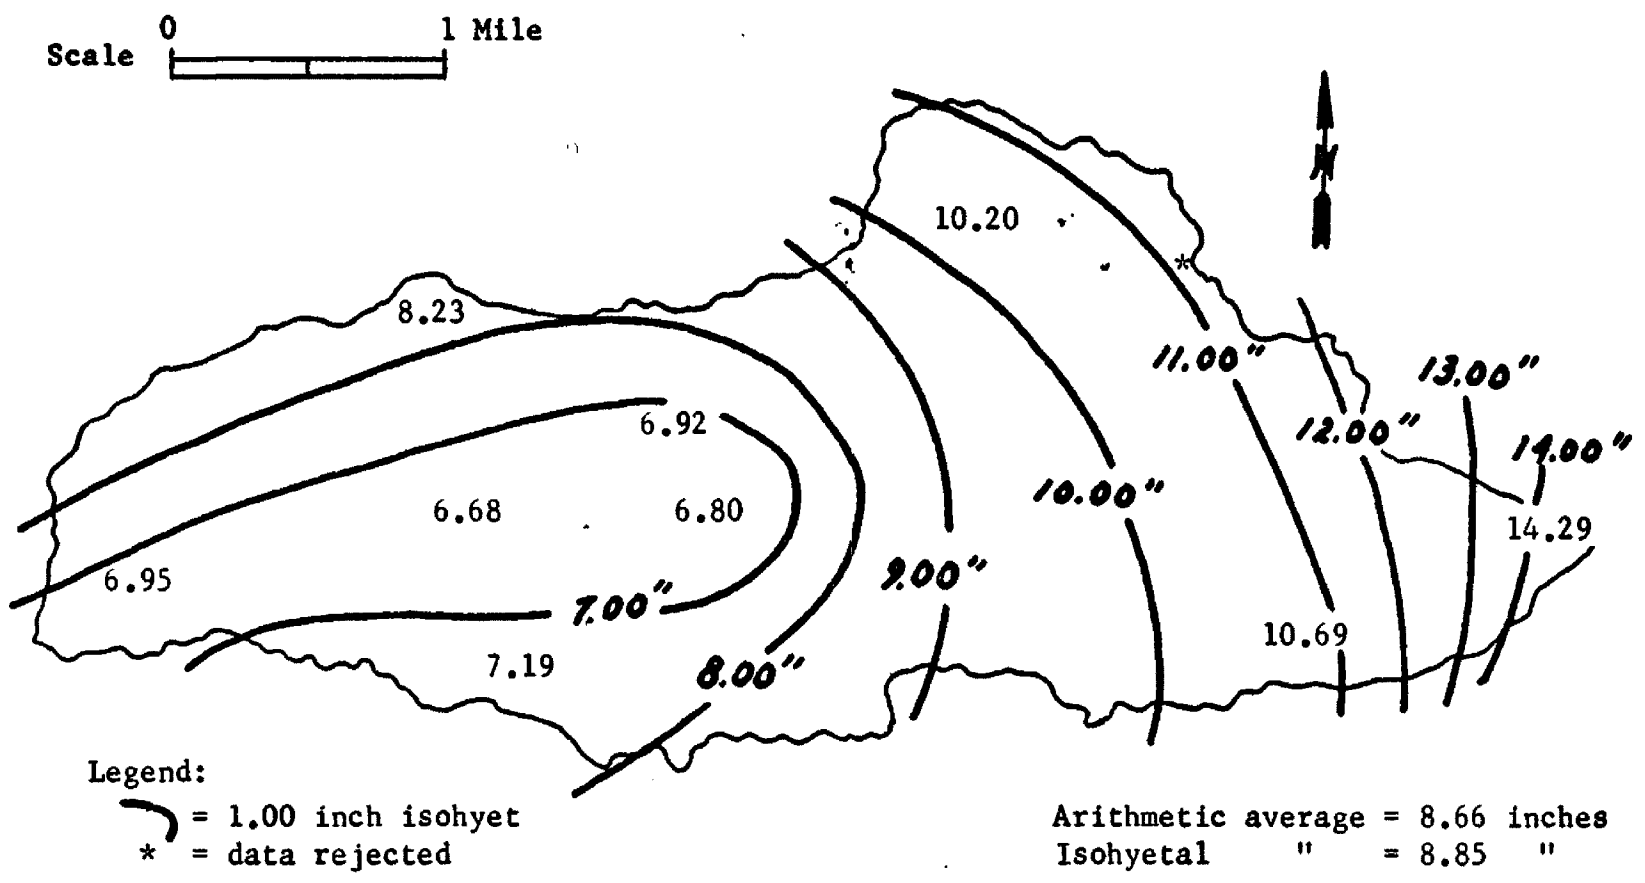 0 1 Mile
Scale
N
10.20
*
8.23
11.00"
13.00"
6.92
12.00"
14.00"
10.00"
6.68 6.80
14.29
6.95
9.00"
7.00"
10.69
7.19
8.00"
Legend:
= 1.00 inch isohyet
* = data rejected
Arithmetic average = 8.66 inches
Isohyetal " = 8.85 "